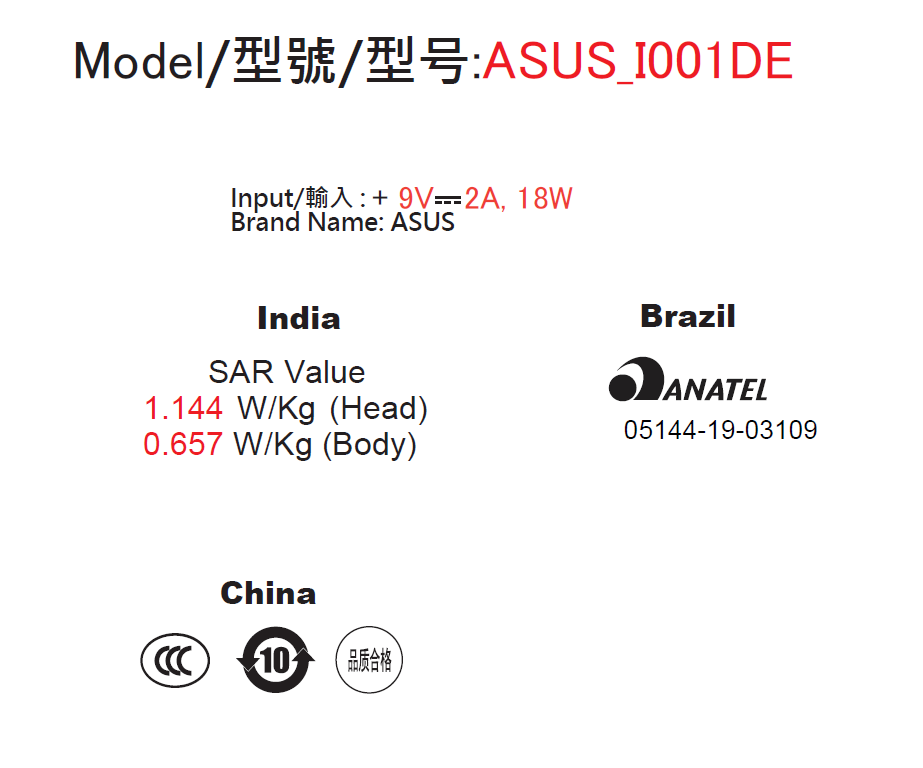 Model/型號/型号:ASUS_I001DE
Input/輸入 : + 9V⎓2A, 18W
Brand Name: ASUS
India
SAR Value
1.144 W/Kg (Head)
0.657 W/Kg (Body)
Brazil
ANATEL
05144-19-03109
China
CCC
10
品质合格